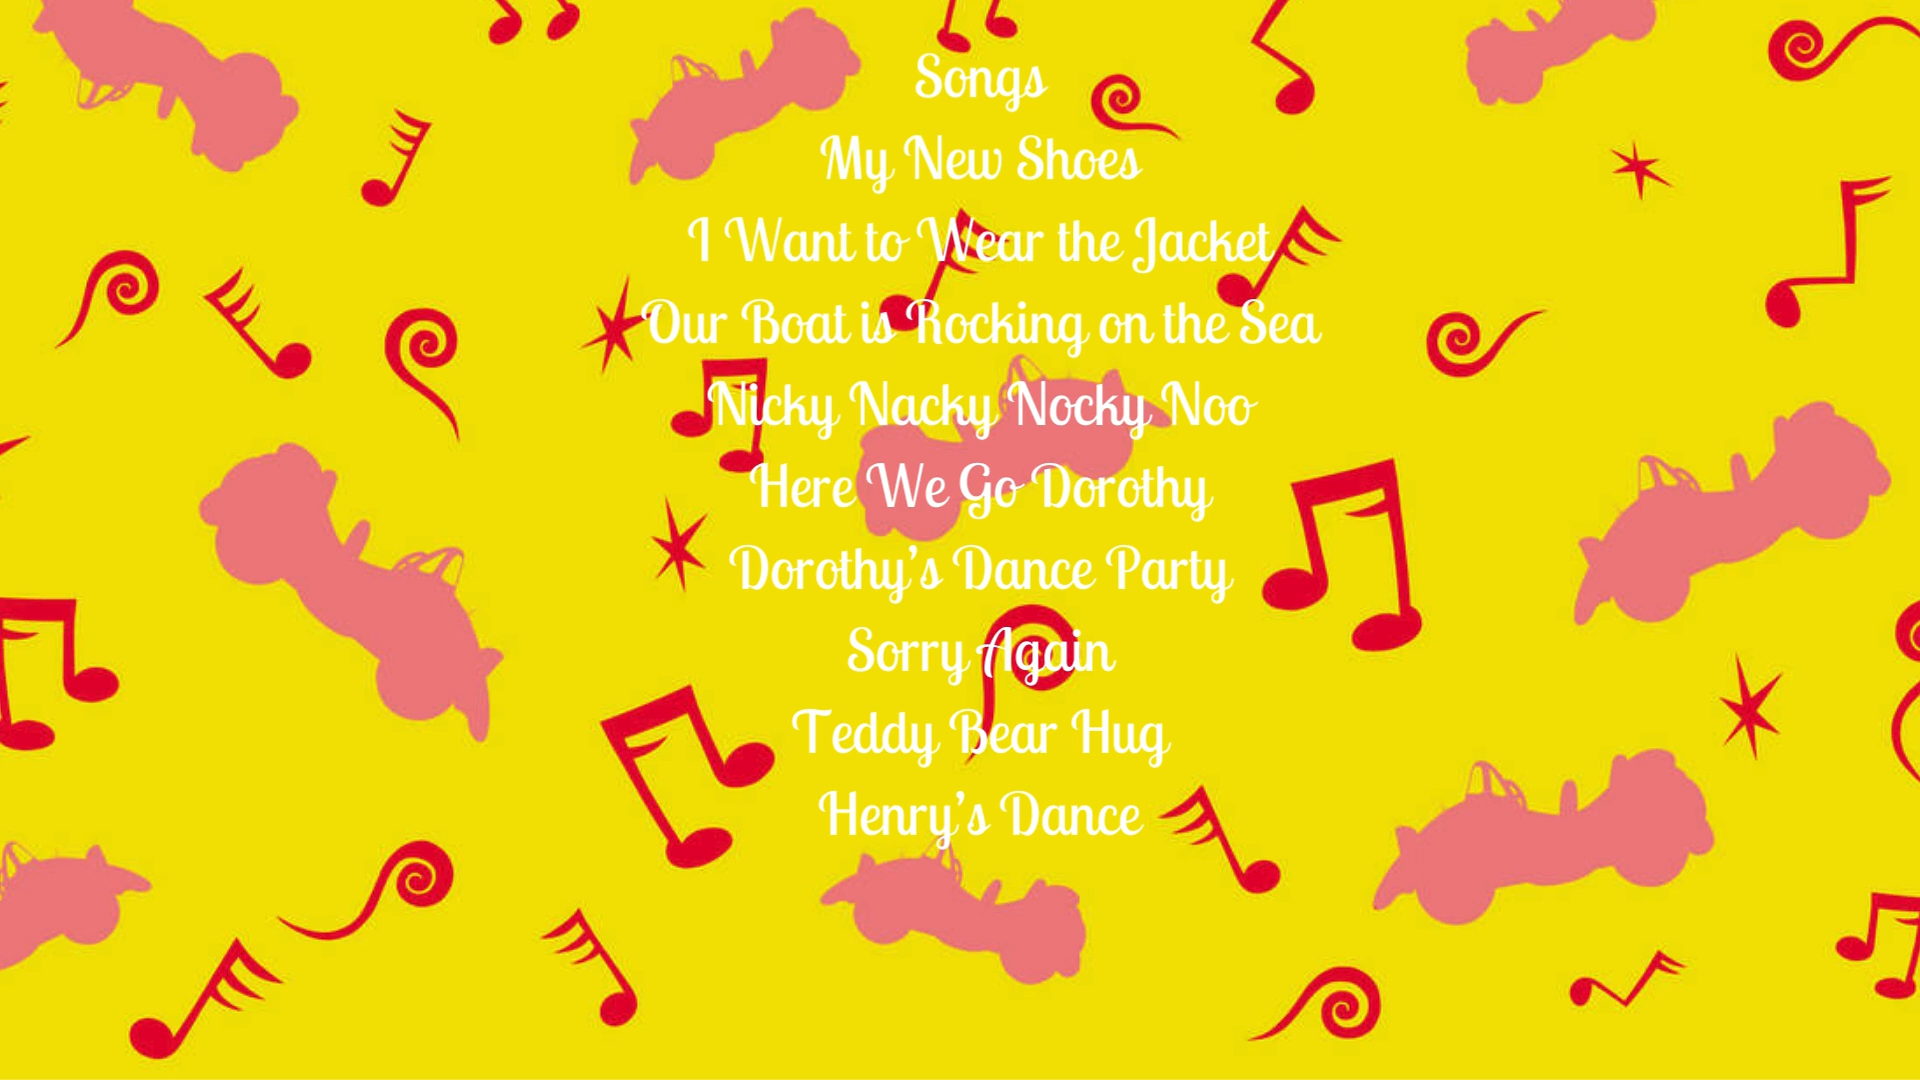 Songs
My New Shoes
I Want to Wear the Jacket
Our Boat is Rocking on the Sea
Nicky Nacky Nocky Noo
Here We Go Dorothy
Dorothy’s Dance Party
Sorry Again
Teddy Bear Hug
Henry’s Dance